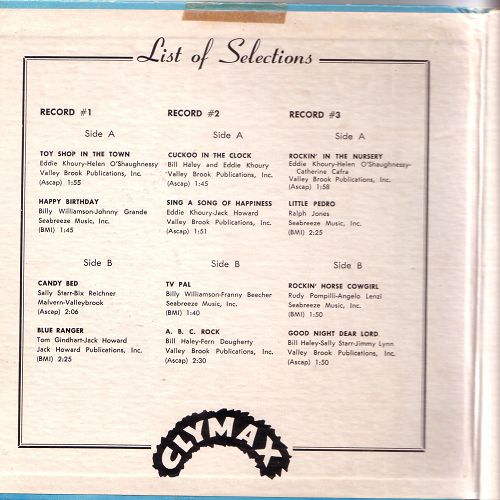 List of Selections
RECORD #1
Side A
TOY SHOP IN THE TOWN
Eddie Khoury-Helen O'Shaughnessy
Valley Brook Publications, Inc.
(Ascap) 1:55
HAPPY BIRTHDAY
Billy Williamson-Johnny Grande
Seabreeze Music, Inc.
(BMI) 1:45
Side B
CANDY BED
Sally Starr-Bix Reichner
Malvern-Valleybrook
(Ascap) 2:06
BLUE RANGER
Tom Gindhart-Jack Howard
Jack Howard Publications, Inc.
(BMI) 2:25
RECORD #2
Side A
CUCKOO IN THE CLOCK
Bill Haley and Eddie Khoury
Valley Brook Publications, Inc.
(Ascap) 1:45
SING A SONG OF HAPPINESS
Eddie Khoury-Jack Howard
Valley Brook Publications, Inc.
(Ascap) 1:51
Side B
TV PAL
Billy Williamson-Franny Beecher
Seabreeze Music, Inc.
(BMI) 1:40
A. B. C. ROCK
Bill Haley-Fern Dougherty
Valley Brook Publications, Inc.
(Ascap) 2:30
RECORD #3
Side A
ROCKIN' IN THE NURSERY
Eddie Khoury-Helen O'Shaughnessy-
Catherine Cafra
Valley Brook Publications, Inc.
(Ascap) 1:58
LITTLE PEDRO
Ralph Jones
Seabreeze Music, Inc.
(BMI) 2:25
Side B
ROCKIN' HORSE COWGIRL
Rudy Pompilli-Angelo Lenzi
Seabreeze Music, Inc.
(BMI) 1:50
GOOD NIGHT DEAR LORD
Bill Haley-Sally Starr-Jimmy Lynn
Valley Brook Publications, Inc.
(Ascap) 1:50
CLYMAX